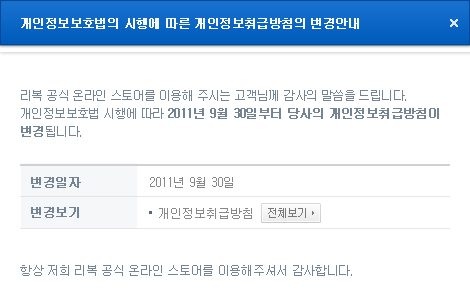 개인정보보호법의 시행에 따른 개인정보취급방침의 변경안내
리복 공식 온라인 스토어를 이용해 주시는 고객님께 감사의 말씀을 드립니다.
개인정보보호법 시행에 따라 2011년 9월 30일부터 당사의 개인정보취급방침이
변경됩니다.
변경일자 2011년 9월 30일
변경보기 • 개인정보취급방침 전체보기
항상 저희 리복 공식 온라인 스토어를 이용해주셔서 감사합니다.